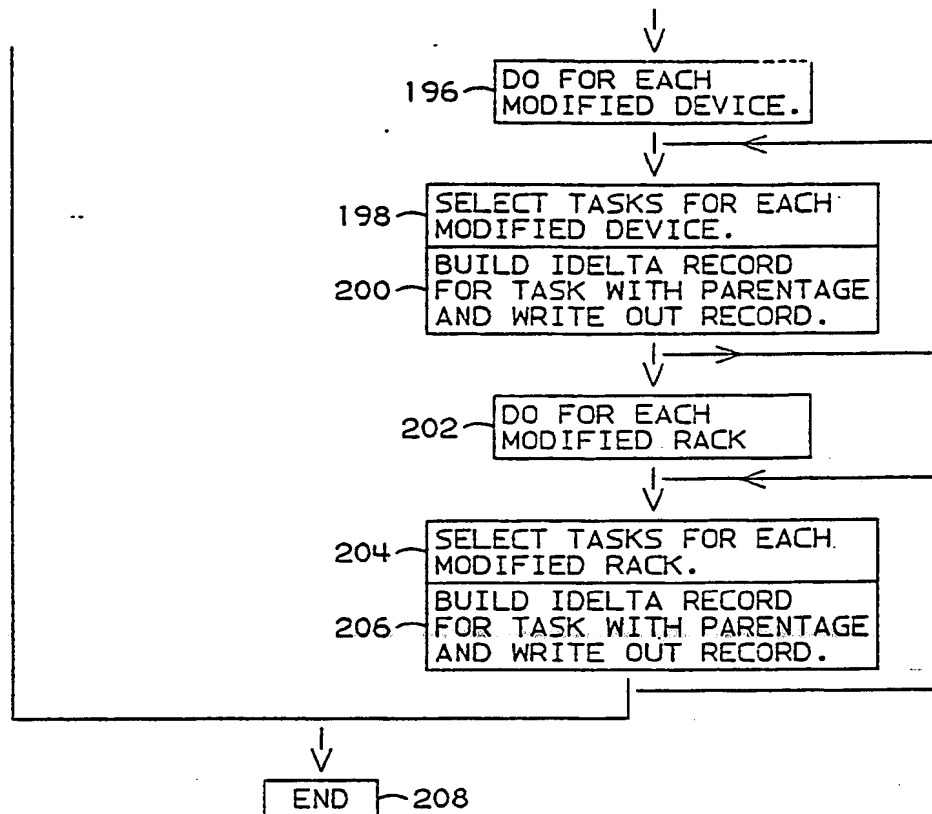 196
DO FOR EACH
MODIFIED DEVICE.
198
SELECT TASKS FOR EACH
MODIFIED DEVICE.
200
BUILD IDELTA RECORD
FOR TASK WITH PARENTAGE
AND WRITE OUT RECORD.
202
DO FOR EACH
MODIFIED RACK
204
SELECT TASKS FOR EACH
MODIFIED RACK.
206
BUILD IDELTA RECORD
FOR TASK WITH PARENTAGE
AND WRITE OUT RECORD.
END
208